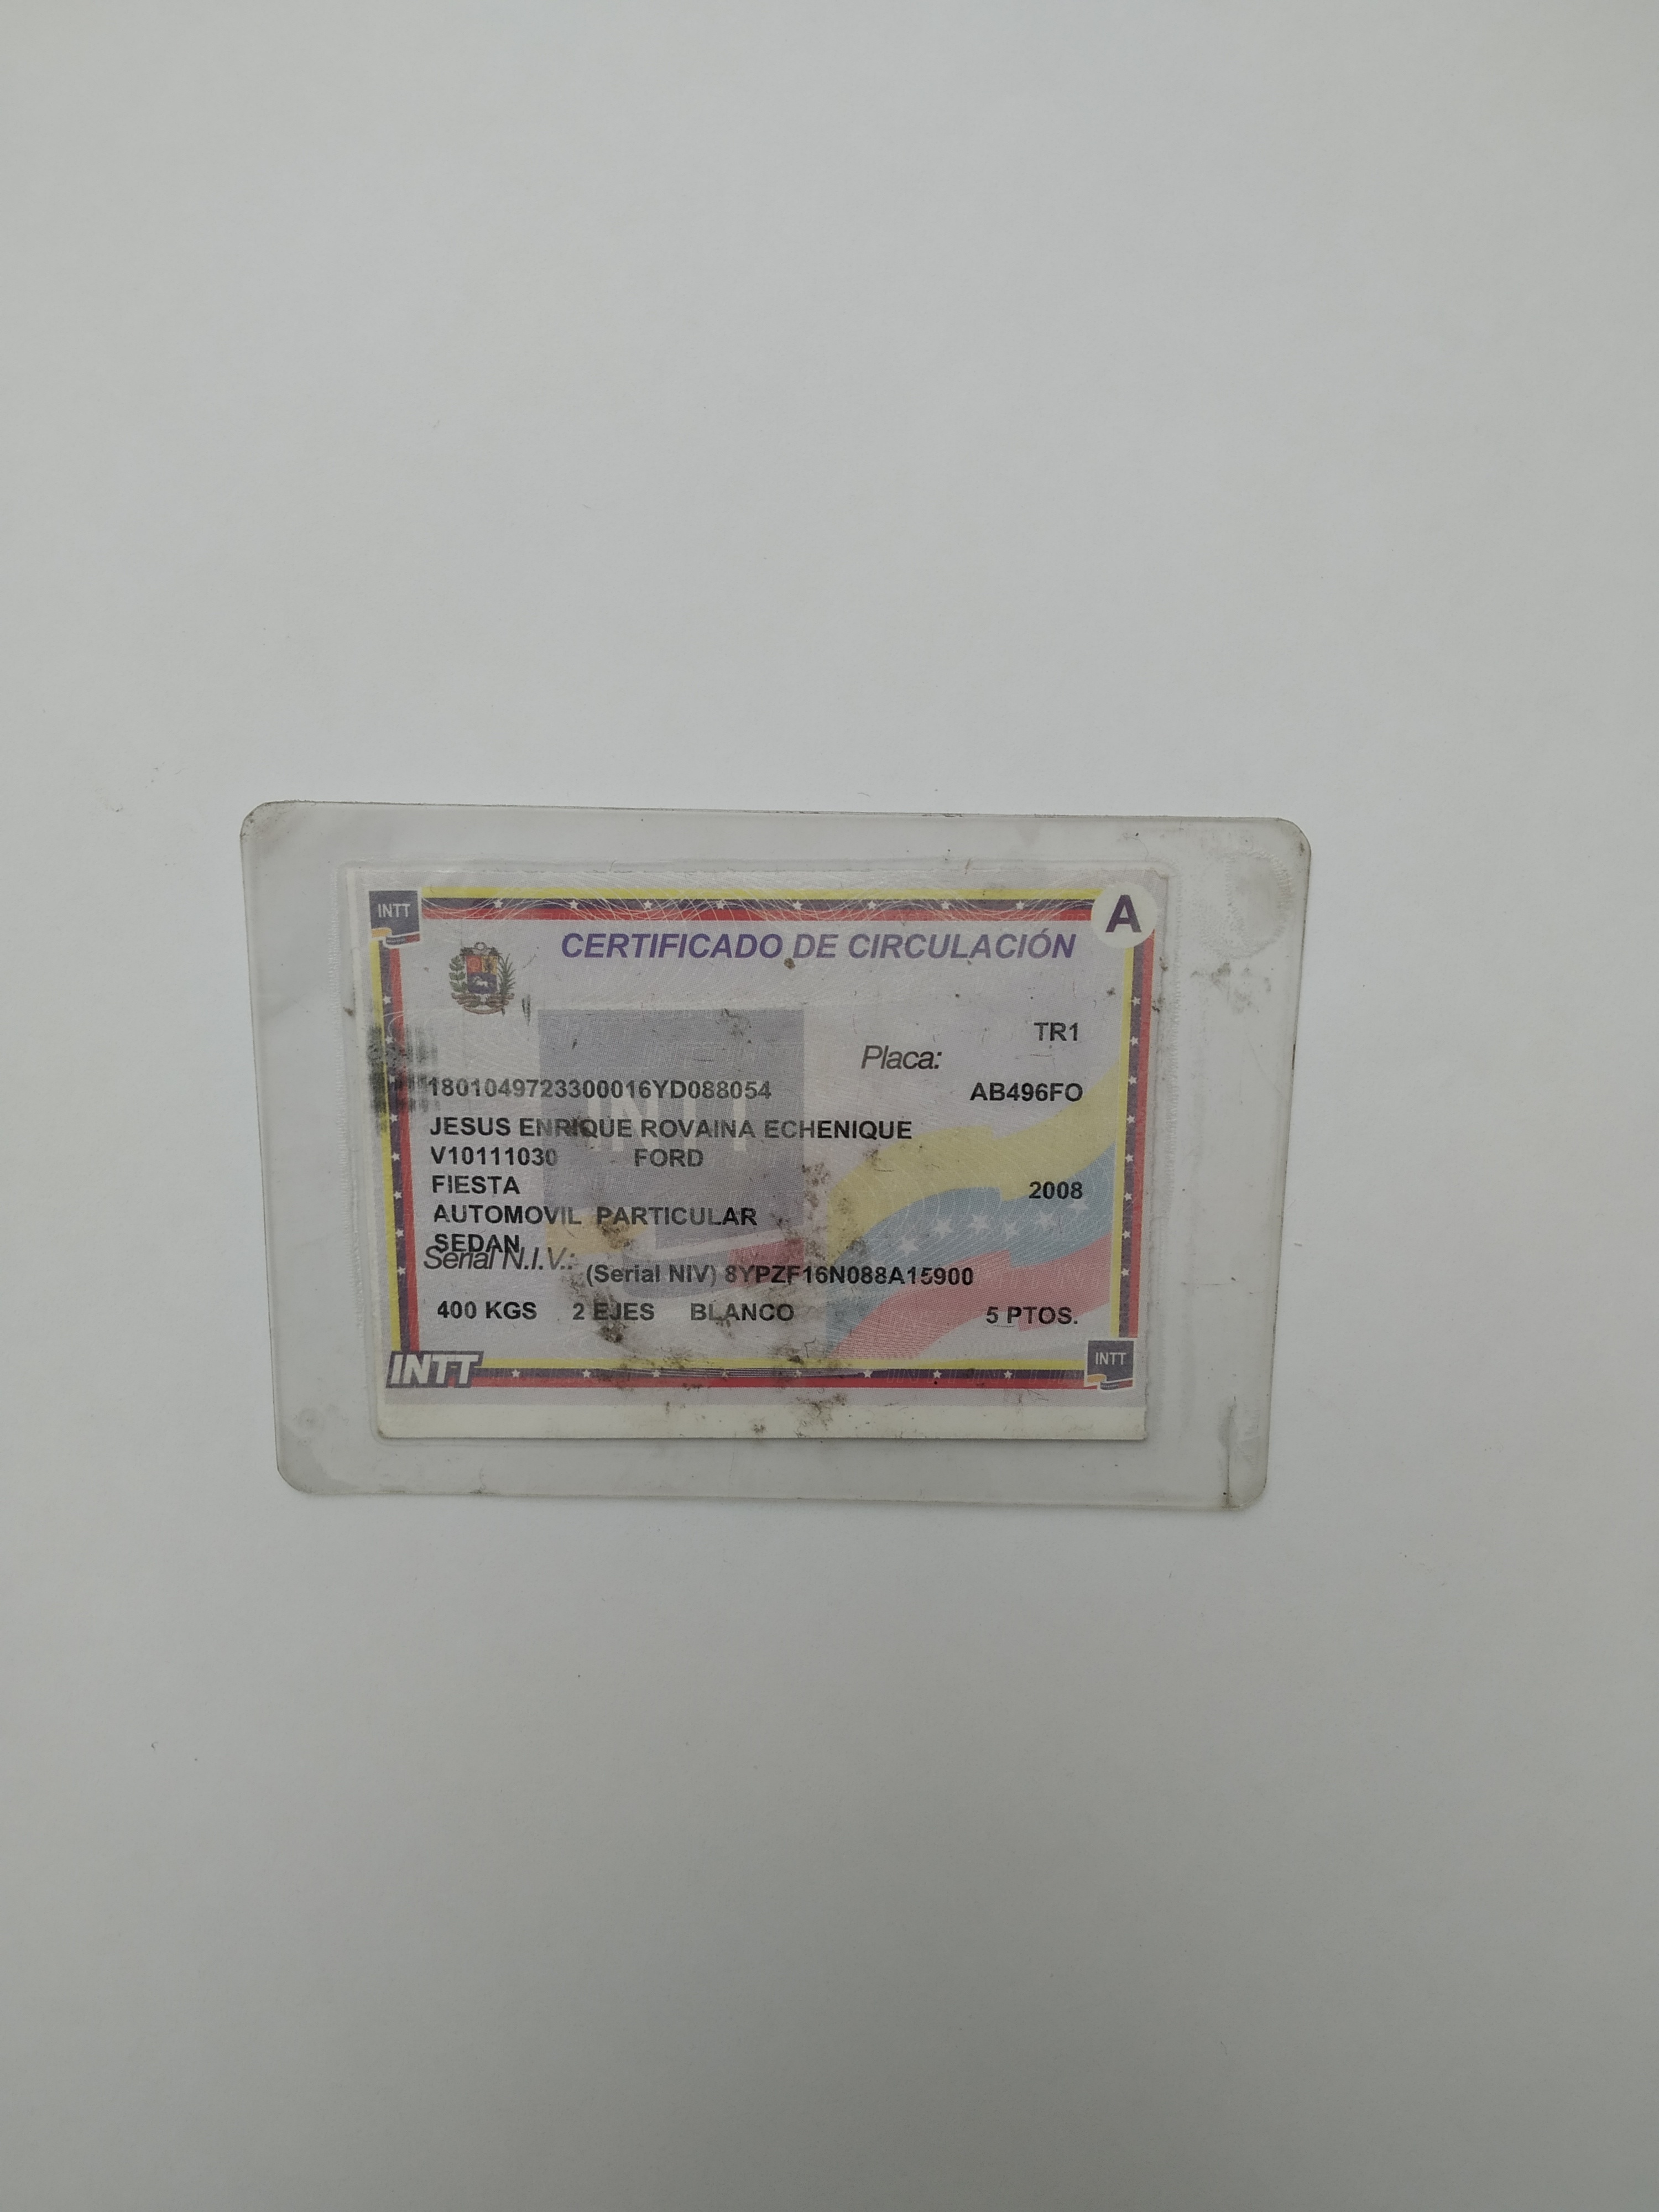 INTT
A
CERTIFICADO DE CIRCULACIÓN
TR1
Placa:
180104972330016YD088054 AB496FO
JESUS ENRIQUE ROVAINA ECHENIQUE
V10111030 FORD
FIESTA 2008
AUTOMOVIL PARTICULAR
SEDAN
Serial N.I.V.: (Serial NIV) 8YPZF16N088A15900
400 KGS 2 EJES BLANCO 5 PTOS.
INTT
INTT